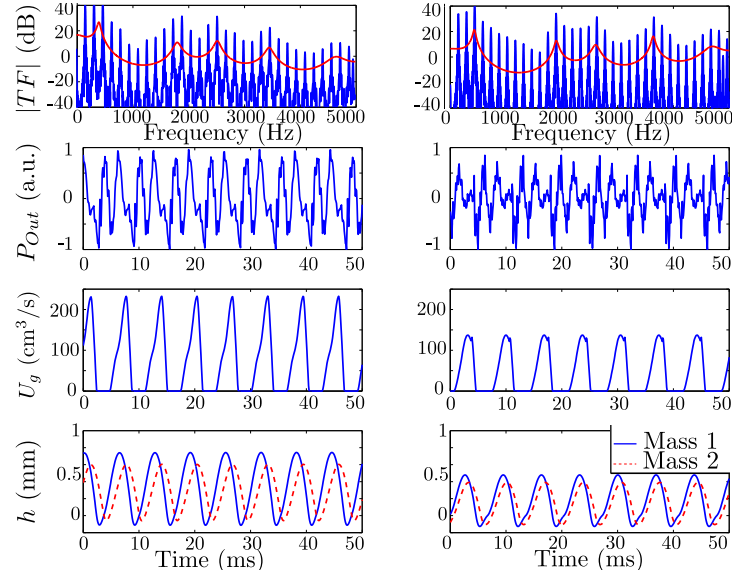 |TF| (dB)
40 20 0 -20 -40
0 1000 2000 3000 4000 5000
Frequency (Hz)
40 20 0 -20 -40
0 1000 2000 3000 4000 5000
Frequency (Hz)
P_Out (a.u.)
1 0 -1
0 10 20 30 40 50
1 0 -1
0 10 20 30 40 50
U_g (cm³/s)
200 100 0
0 10 20 30 40 50
200 100 0
0 10 20 30 40 50
h (mm)
1 0.5 0
0 10 20 30 40 50
Time (ms)
1 0.5 0
Mass 1
Mass 2
0 10 20 30 40 50
Time (ms)